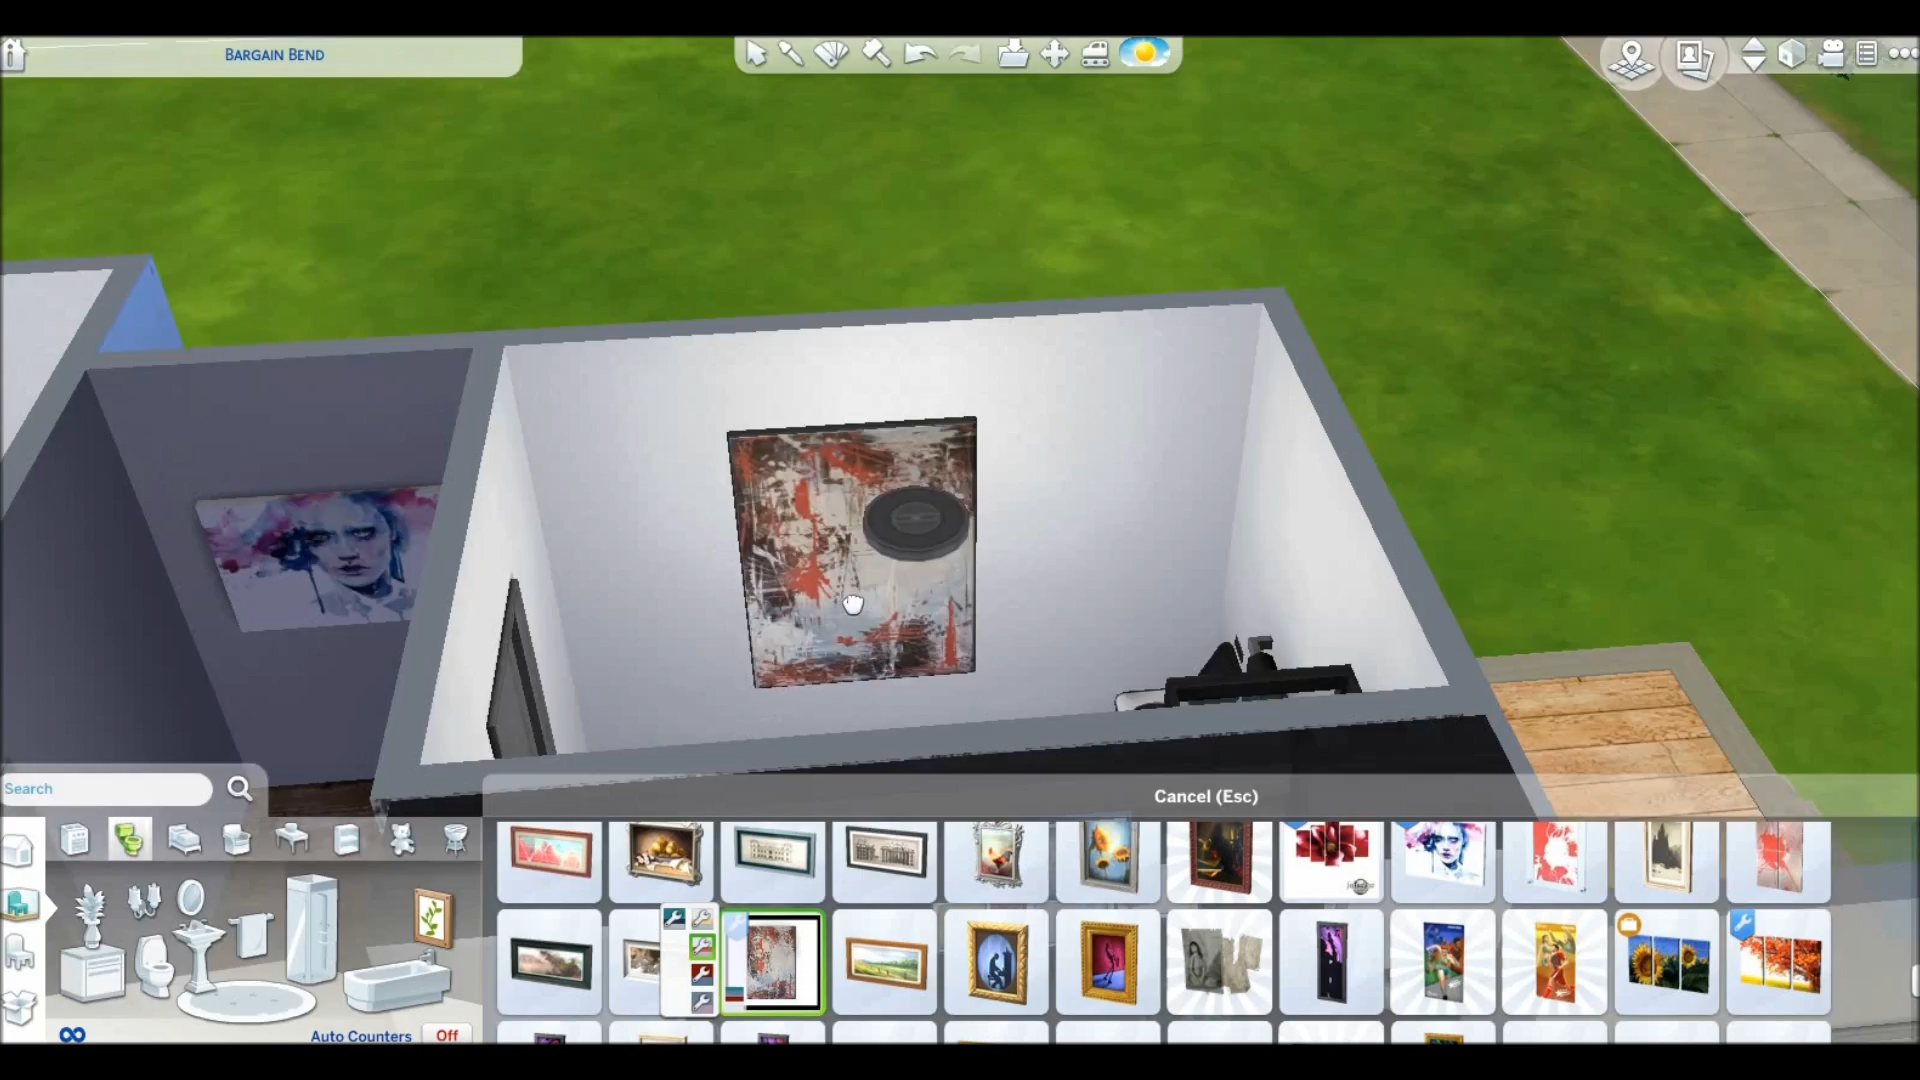 BARGAIN BEND
Search
Cancel (Esc)
Auto Counters
Off